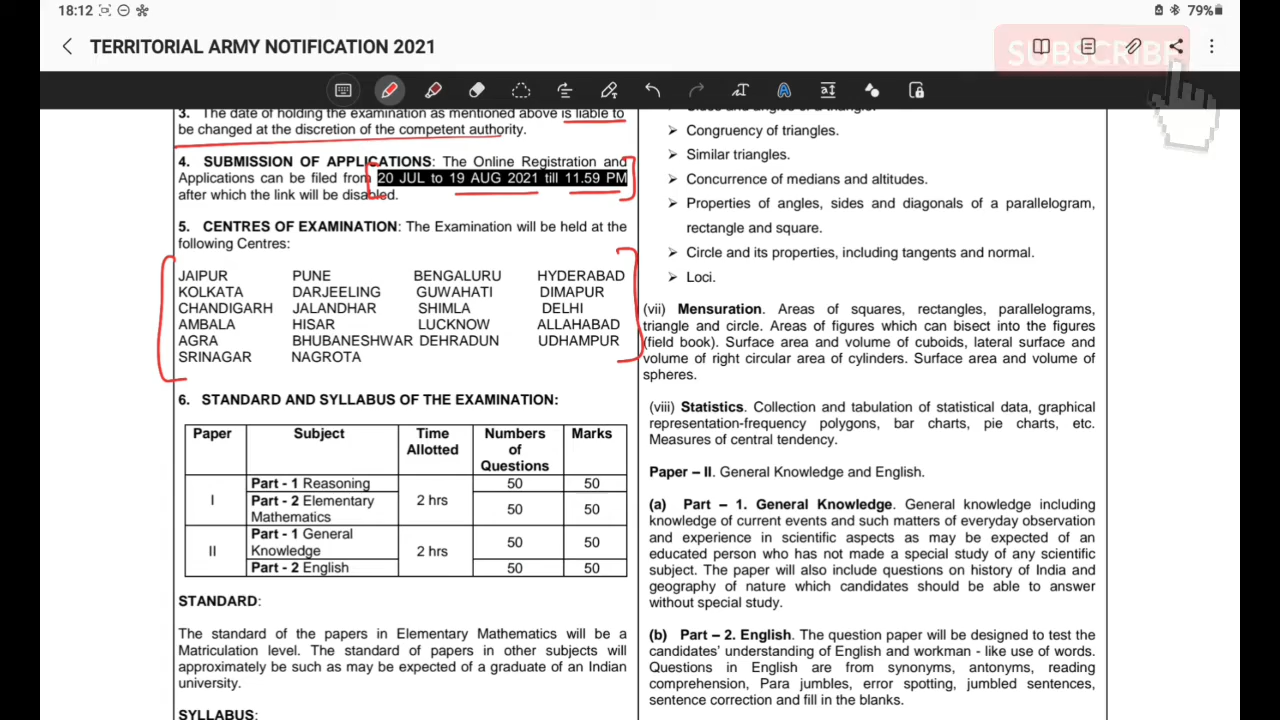 18:12
79%
TERRITORIAL ARMY NOTIFICATION 2021
SUBSCRIBE
3. The date of holding the examination as mentioned above is liable to
be changed at the discretion of the competent authority.
4. SUBMISSION OF APPLICATIONS: The Online Registration and
Applications can be filed from 20 JUL to 19 AUG 2021 till 11.59 PM
after which the link will be disabled.
5. CENTRES OF EXAMINATION: The Examination will be held at the
following Centres:
JAIPUR PUNE BENGALURU HYDERABAD
KOLKATA DARJEELING GUWAHATI DIMAPUR
CHANDIGARH JALANDHAR SHIMLA DELHI
AMBALA HISAR LUCKNOW ALLAHABAD
AGRA BHUBANESHWAR DEHRADUN UDHAMPUR
SRINAGAR NAGROTA
6. STANDARD AND SYLLABUS OF THE EXAMINATION:
Paper Subject Time Numbers Marks
Allotted of
Questions
I Part - 1 Reasoning 2 hrs 50 50
Part - 2 Elementary 50 50
Mathematics
II Part - 1 General 2 hrs 50 50
Knowledge
Part - 2 English 50 50
STANDARD:
The standard of the papers in Elementary Mathematics will be a
Matriculation level. The standard of papers in other subjects will
approximately be such as may be expected of a graduate of an Indian
university.
SYLLABUS:
Sides and angles of a triangle.
➢ Congruency of triangles.
➢ Similar triangles.
➢ Concurrence of medians and altitudes.
➢ Properties of angles, sides and diagonals of a parallelogram,
rectangle and square.
➢ Circle and its properties, including tangents and normal.
➢ Loci.
(vii) Mensuration. Areas of squares, rectangles, parallelograms,
triangle and circle. Areas of figures which can bisect into the figures
(field book). Surface area and volume of cuboids, lateral surface and
volume of right circular area of cylinders. Surface area and volume of
spheres.
(viii) Statistics. Collection and tabulation of statistical data, graphical
representation-frequency polygons, bar charts, pie charts, etc.
Measures of central tendency.
Paper – II. General Knowledge and English.
(a) Part – 1. General Knowledge. General knowledge including
knowledge of current events and such matters of everyday observation
and experience in scientific aspects as may be expected of an
educated person who has not made a special study of any scientific
subject. The paper will also include questions on history of India and
geography of nature which candidates should be able to answer
without special study.
(b) Part – 2. English. The question paper will be designed to test the
candidates' understanding of English and workman - like use of words.
Questions in English are from synonyms, antonyms, reading
comprehension, Para jumbles, error spotting, jumbled sentences,
sentence correction and fill in the blanks.